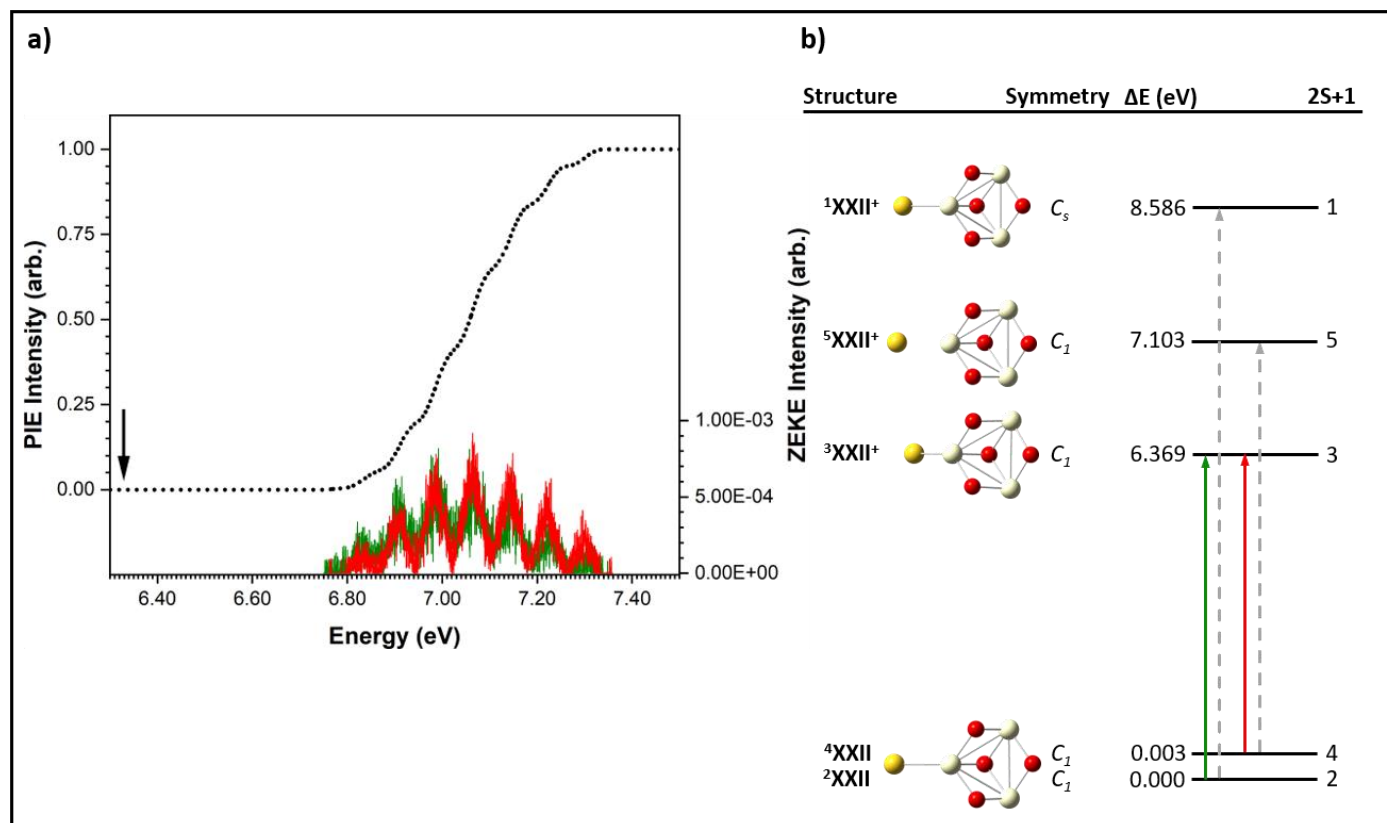 a)
PIE Intensity (arb.)
1.00
0.75
0.50
0.25
0.00
1.00E-03
5.00E-04
0.00E+00
ZEKE Intensity (arb.)
6.40 6.60 6.80 7.00 7.20 7.40
Energy (eV)
b)
Structure Symmetry ΔE (eV) 2S+1
¹XXII⁺ Cs 8.586 1
⁵XXII⁺ C1 7.103 5
³XXII⁺ C1 6.369 3
⁴XXII C1 0.003 4
²XXII C1 0.000 2